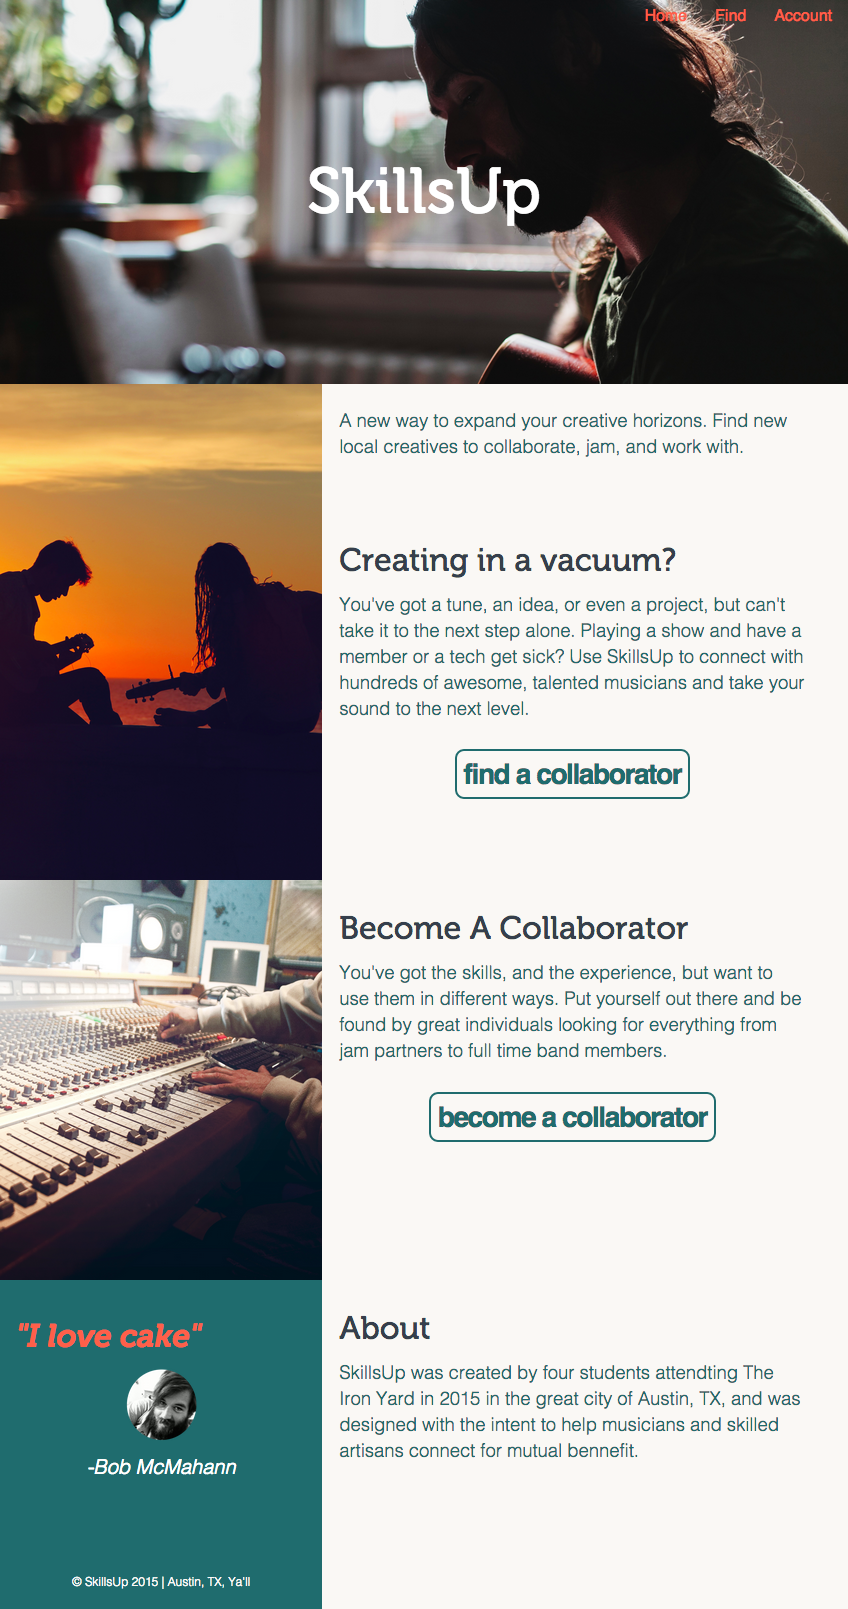 Home Find Account
SkillsUp
A new way to expand your creative horizons. Find new
local creatives to collaborate, jam, and work with.
Creating in a vacuum?
You've got a tune, an idea, or even a project, but can't
take it to the next step alone. Playing a show and have a
member or a tech get sick? Use SkillsUp to connect with
hundreds of awesome, talented musicians and take your
sound to the next level.
find a collaborator
Become A Collaborator
You've got the skills, and the experience, but want to
use them in different ways. Put yourself out there and be
found by great individuals looking for everything from
jam partners to full time band members.
become a collaborator
"I love cake"
-Bob McMahann
© SkillsUp 2015 | Austin, TX, Ya'll
About
SkillsUp was created by four students attendting The
Iron Yard in 2015 in the great city of Austin, TX, and was
designed with the intent to help musicians and skilled
artisans connect for mutual bennefit.